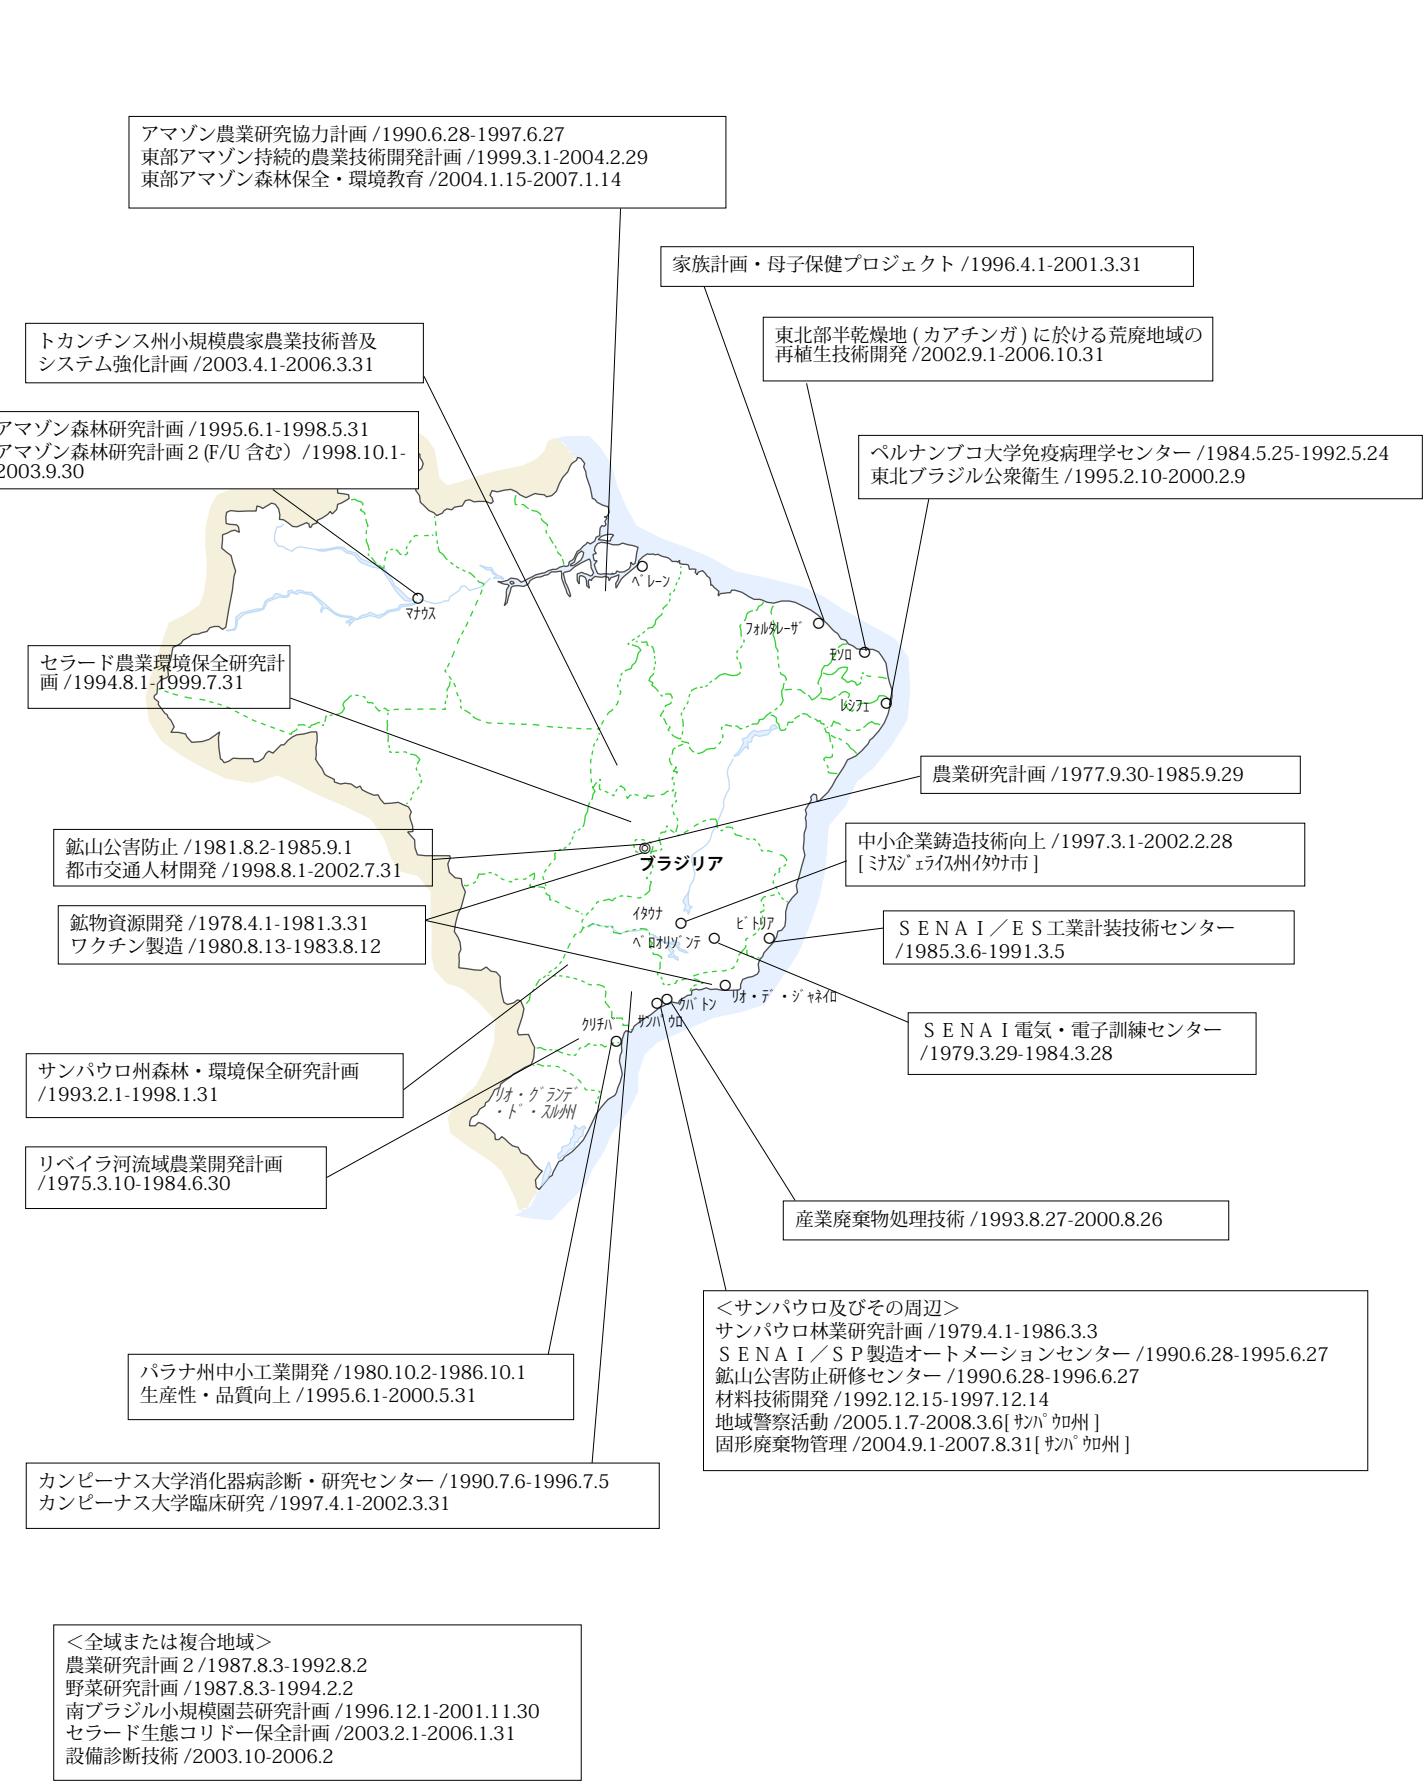 アマゾン農業研究協力計画 /1990.6.28-1997.6.27
東部アマゾン持続的農業技術開発計画 /1999.3.1-2004.2.29
東部アマゾン森林保全・環境教育 /2004.1.15-2007.1.14
家族計画・母子保健プロジェクト /1996.4.1-2001.3.31
トカンチンス州小規模農家農業技術普及
システム強化計画 /2003.4.1-2006.3.31
東北部半乾燥地 ( カアチンガ ) に於ける荒廃地域の
再植生技術開発 /2002.9.1-2006.10.31
アマゾン森林研究計画 /1995.6.1-1998.5.31
アマゾン森林研究計画 2 (F/U 含む）/1998.10.1-
2003.9.30
ペルナンブコ大学免疫病理学センター /1984.5.25-1992.5.24
東北ブラジル公衆衛生 /1995.2.10-2000.2.9
ﾍﾞﾚｰﾝ
ﾏﾅｳｽ
ﾌｫﾙﾀﾚｰｻﾞ
ﾓｿﾛ
ﾚｼﾌｪ
セラード農業環境保全研究計
画 /1994.8.1-1999.7.31
農業研究計画 /1977.9.30-1985.9.29
鉱山公害防止 /1981.8.2-1985.9.1
都市交通人材開発 /1998.8.1-2002.7.31
ブラジリア
中小企業鋳造技術向上 /1997.3.1-2002.2.28
[ ﾐﾅｽｼﾞｪﾗｲｽ州ｲﾀｳﾅ市 ]
鉱物資源開発 /1978.4.1-1981.3.31
ワクチン製造 /1980.8.13-1983.8.12
ｲﾀｳﾅ
ﾋﾞﾄﾘｱ
ﾍﾞﾛｵﾘｿﾞﾝﾃ
ＳＥＮＡＩ／ＥＳ工業計装技術センター
/1985.3.6-1991.3.5
ﾘｵ・ﾃﾞ・ｼﾞｬﾈｲﾛ
ｸﾊﾞﾄﾝ
ｻﾝﾊﾟｳﾛ
ｸﾘﾁﾊﾞ
ＳＥＮＡＩ電気・電子訓練センター
/1979.3.29-1984.3.28
サンパウロ州森林・環境保全研究計画
/1993.2.1-1998.1.31
ﾘｵ・ｸﾞﾗﾝﾃﾞ
・ﾄﾞ・ｽﾙ州
リベイラ河流域農業開発計画
/1975.3.10-1984.6.30
産業廃棄物処理技術 /1993.8.27-2000.8.26
＜サンパウロ及びその周辺＞
サンパウロ林業研究計画 /1979.4.1-1986.3.3
ＳＥＮＡＩ／ＳＰ製造オートメーションセンター /1990.6.28-1995.6.27
鉱山公害防止研修センター /1990.6.28-1996.6.27
材料技術開発 /1992.12.15-1997.12.14
地域警察活動 /2005.1.7-2008.3.6[ ｻﾝﾊﾟｳﾛ州 ]
固形廃棄物管理 /2004.9.1-2007.8.31[ ｻﾝﾊﾟｳﾛ州 ]
パラナ州中小工業開発 /1980.10.2-1986.10.1
生産性・品質向上 /1995.6.1-2000.5.31
カンピーナス大学消化器病診断・研究センター /1990.7.6-1996.7.5
カンピーナス大学臨床研究 /1997.4.1-2002.3.31
＜全域または複合地域＞
農業研究計画 2 /1987.8.3-1992.8.2
野菜研究計画 /1987.8.3-1994.2.2
南ブラジル小規模園芸研究計画 /1996.12.1-2001.11.30
セラード生態コリドー保全計画 /2003.2.1-2006.1.31
設備診断技術 /2003.10-2006.2